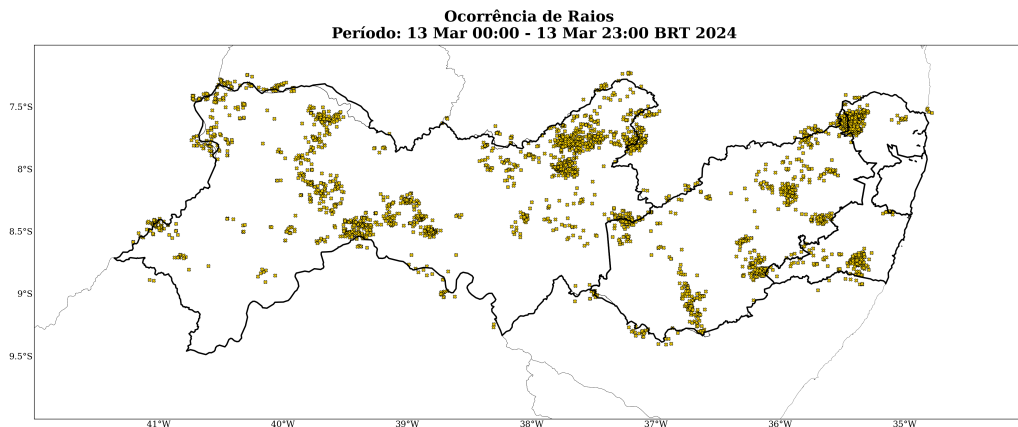 Ocorrência de Raios
Período: 13 Mar 00:00 - 13 Mar 23:00 BRT 2024
7.5°S
8°S
8.5°S
9°S
9.5°S
41°W 40°W 39°W 38°W 37°W 36°W 35°W